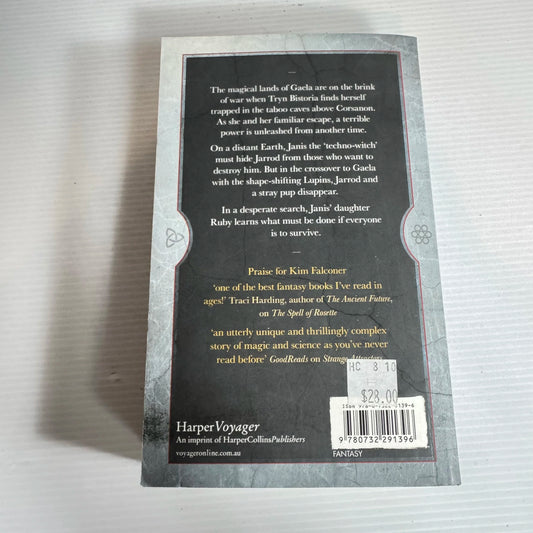 The magical lands of Gaela are on the brink
of war when Tryn Bistoria finds herself
trapped in the taboo caves above Corsanon.
As she and her familiar escape, a terrible
power is unleashed from another time.
On a distant Earth, Janis the 'techno-witch'
must hide Jarrod from those who want to
destroy him. But in the crossover to Gaela
with the shape-shifting Lupins, Jarrod and
a stray pup disappear.
In a desperate search, Janis' daughter
Ruby learns what must be done if everyone
is to survive.
Praise for Kim Falconer
'one of the best fantasy books I've read in
ages!' Traci Harding, author of The Ancient Future,
on The Spell of Rosette
'an utterly unique and thrillingly complex
story of magic and science as you've never
read before' GoodReads on Strange Attractors
HC 8 10
$28.00
ISBN
9 780732 291396
HarperVoyager
An imprint of HarperCollinsPublishers
voyageronline.com.au
FANTASY